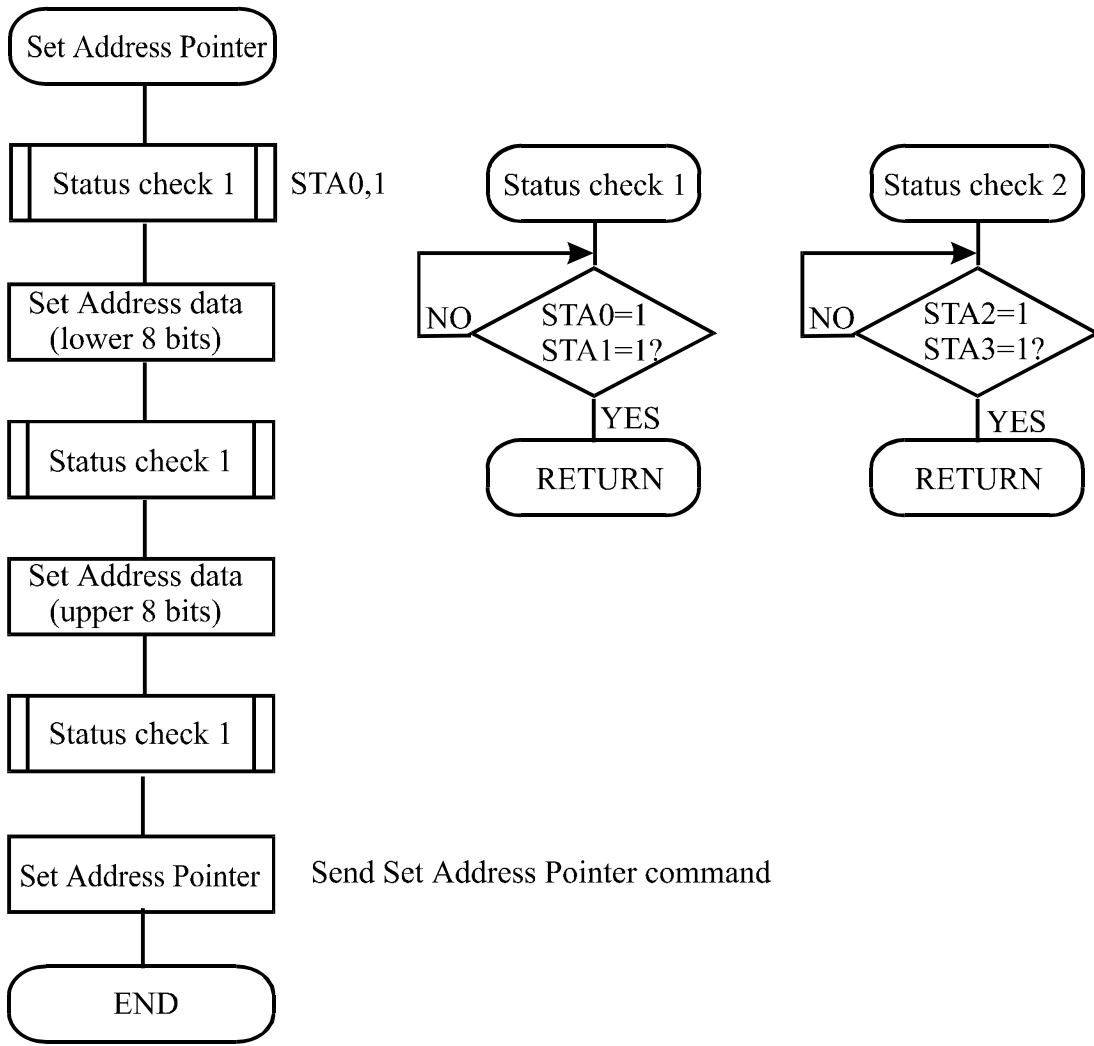 Set Address Pointer
Status check 1
STA0,1
Set Address data
(lower 8 bits)
Status check 1
Set Address data
(upper 8 bits)
Status check 1
Set Address Pointer
Send Set Address Pointer command
END
Status check 1
NO
STA0=1
STA1=1?
YES
RETURN
Status check 2
NO
STA2=1
STA3=1?
YES
RETURN